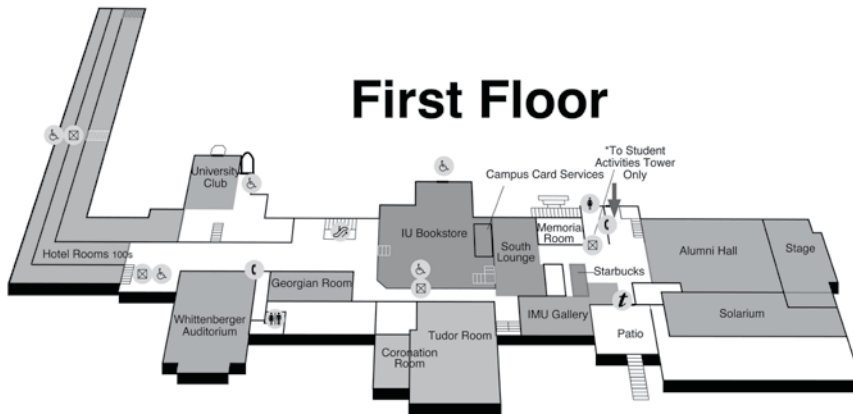 First Floor
*To Student
Activities Tower
Only
University
Club
Campus Card Services
IU Bookstore
Memorial
Room
South
Lounge
Alumni Hall
Stage
Hotel Rooms 100s
Starbucks
Georgian Room
Whittenberger
Auditorium
IMU Gallery
t
Solarium
Tudor Room
Patio
Coronation
Room